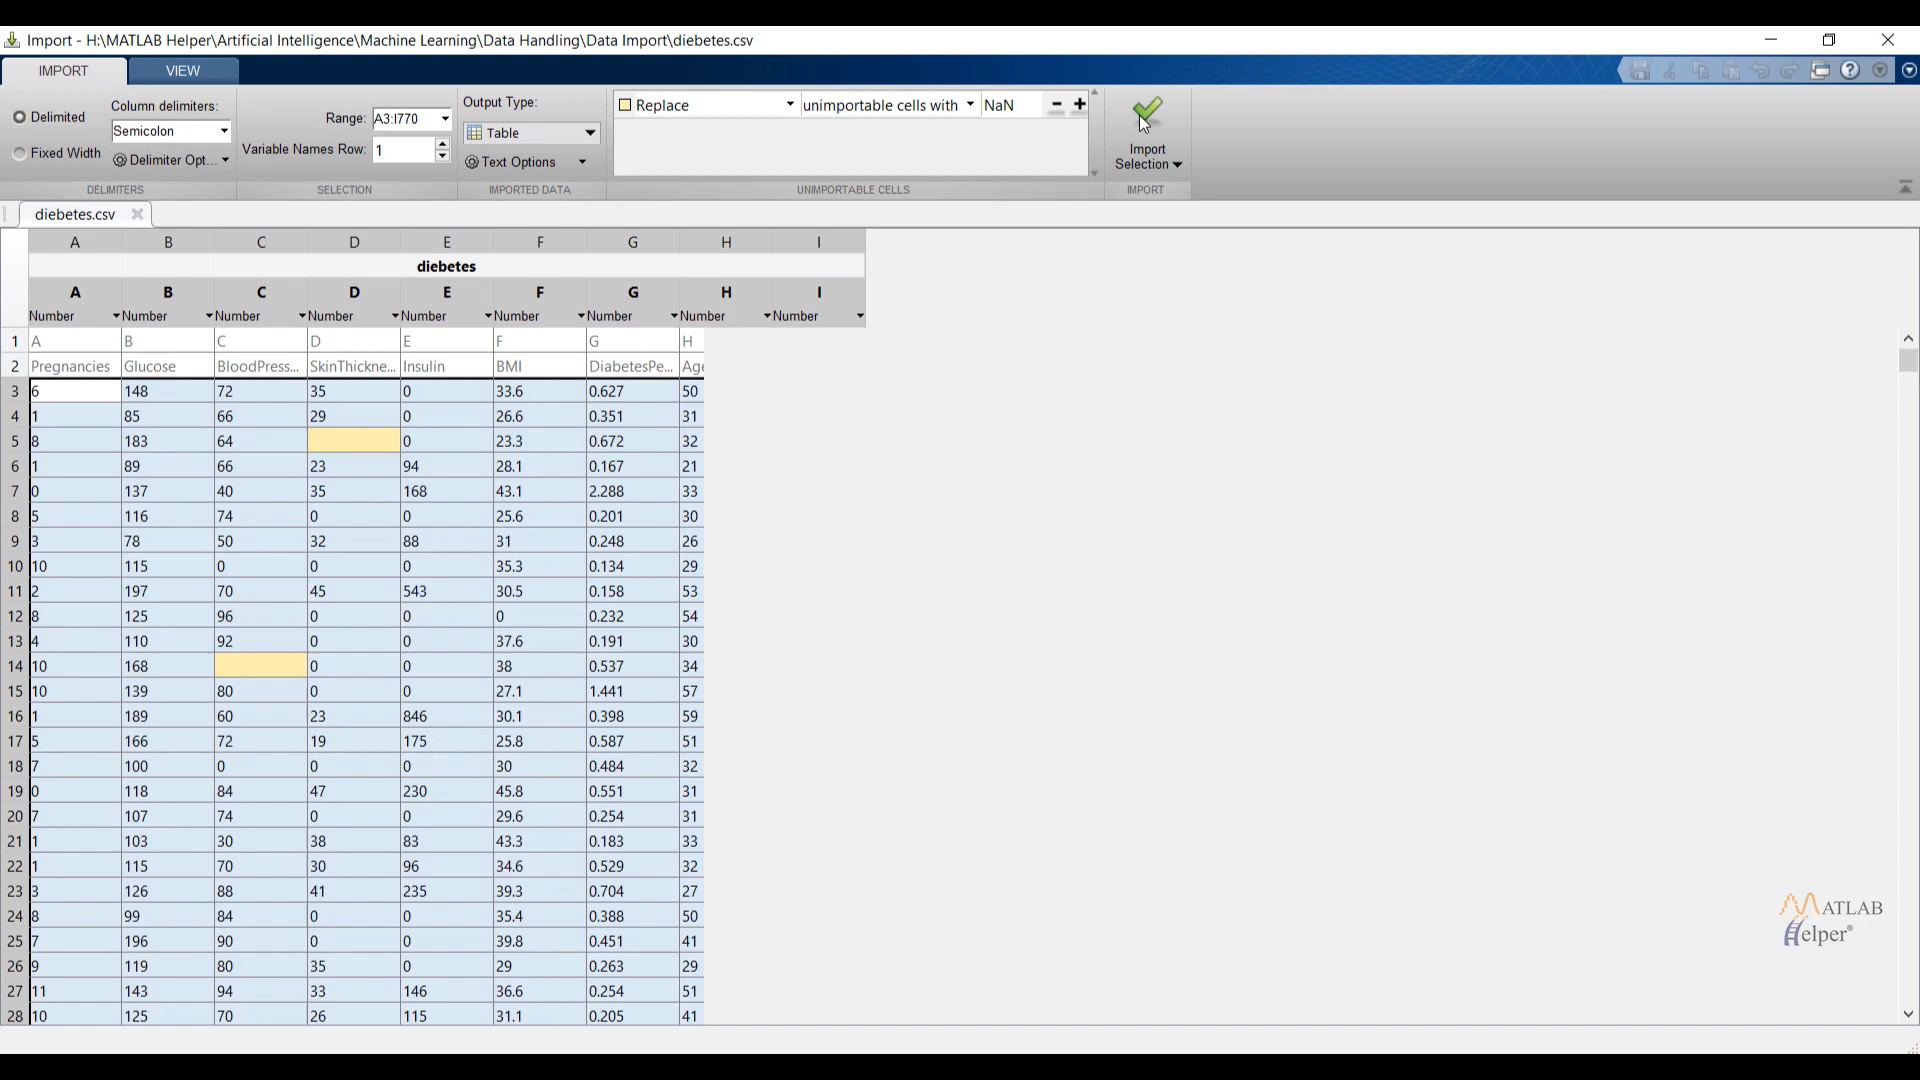 Import - H:\MATLAB Helper\Artificial Intelligence\Machine Learning\Data Handling\Data Import\diebetes.csv
IMPORT VIEW
Delimited Column delimiters:
Semicolon
Fixed Width Delimiter Opt...
DELIMITERS
Range: A3:I770
Variable Names Row: 1
SELECTION
Output Type:
Table
Text Options
IMPORTED DATA
Replace unimportable cells with NaN
UNIMPORTABLE CELLS
Import
Selection
IMPORT
diebetes.csv
A B C D E F G H I
diebetes
A B C D E F G H I
Number Number Number Number Number Number Number Number Number
1 A B C D E F G H
2 Pregnancies Glucose BloodPress... SkinThickne... Insulin BMI DiabetesPe... Age
3 6 148 72 35 0 33.6 0.627 50
4 1 85 66 29 0 26.6 0.351 31
5 8 183 64 0 23.3 0.672 32
6 1 89 66 23 94 28.1 0.167 21
7 0 137 40 35 168 43.1 2.288 33
8 5 116 74 0 0 25.6 0.201 30
9 3 78 50 32 88 31 0.248 26
10 10 115 0 0 0 35.3 0.134 29
11 2 197 70 45 543 30.5 0.158 53
12 8 125 96 0 0 0 0.232 54
13 4 110 92 0 0 37.6 0.191 30
14 10 168 0 0 38 0.537 34
15 10 139 80 0 0 27.1 1.441 57
16 1 189 60 23 846 30.1 0.398 59
17 5 166 72 19 175 25.8 0.587 51
18 7 100 0 0 0 30 0.484 32
19 0 118 84 47 230 45.8 0.551 31
20 7 107 74 0 0 29.6 0.254 31
21 1 103 30 38 83 43.3 0.183 33
22 1 115 70 30 96 34.6 0.529 32
23 3 126 88 41 235 39.3 0.704 27
24 8 99 84 0 0 35.4 0.388 50
25 7 196 90 0 0 39.8 0.451 41
26 9 119 80 35 0 29 0.263 29
27 11 143 94 33 146 36.6 0.254 51
28 10 125 70 26 115 31.1 0.205 41
MATLAB
Helper®